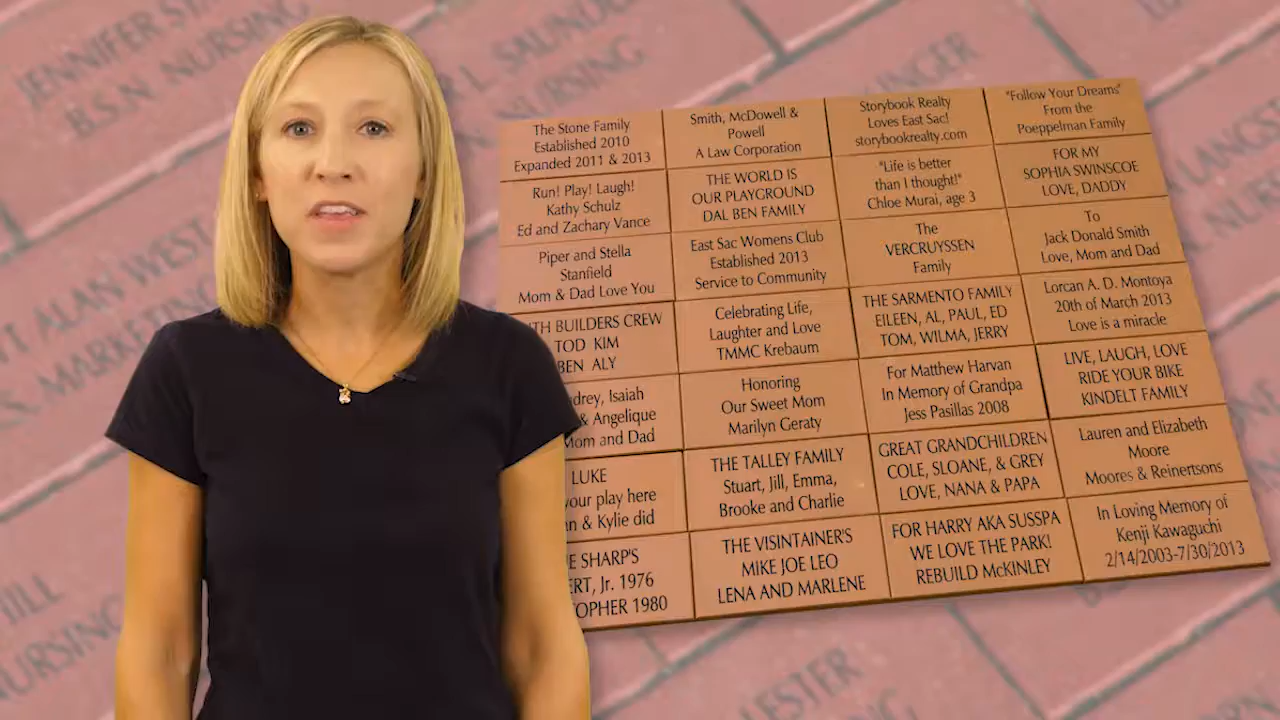 JENNIFER
B.S.N. NURSING
L. SAUNDERS
NURSING
ALAN WEST
MARKETING
HILL
NURSING
LESTER
The Stone Family
Established 2010
Expanded 2011 & 2013
Smith, McDowell &
Powell
A Law Corporation
Storybook Realty
Loves East Sac!
storybookrealty.com
"Follow Your Dreams"
From the
Poeppelman Family
Run! Play! Laugh!
Kathy Schulz
Ed and Zachary Vance
THE WORLD IS
OUR PLAYGROUND
DAL BEN FAMILY
"Life is better
than I thought!"
Chloe Murai, age 3
FOR MY
SOPHIA SWINSCOE
LOVE, DADDY
Piper and Stella
Stanfield
Mom & Dad Love You
East Sac Womens Club
Established 2013
Service to Community
The
VERCRUYSSEN
Family
To
Jack Donald Smith
Love, Mom and Dad
TH BUILDERS CREW
TOD KIM
BEN ALY
Celebrating Life,
Laughter and Love
TMMC Krebaum
THE SARMENTO FAMILY
EILEEN, AL, PAUL, ED
TOM, WILMA, JERRY
Lorcan A. D. Montoya
20th of March 2013
Love is a miracle
drey, Isaiah
& Angelique
Mom and Dad
Honoring
Our Sweet Mom
Marilyn Geraty
For Matthew Harvan
In Memory of Grandpa
Jess Pasillas 2008
LIVE, LAUGH, LOVE
RIDE YOUR BIKE
KINDELT FAMILY
LUKE
your play here
n & Kylie did
THE TALLEY FAMILY
Stuart, Jill, Emma,
Brooke and Charlie
GREAT GRANDCHILDREN
COLE, SLOANE, & GREY
LOVE, NANA & PAPA
Lauren and Elizabeth
Moore
Moores & Reinertsons
E SHARP'S
ERT, Jr. 1976
TOPHER 1980
THE VISINTAINER'S
MIKE JOE LEO
LENA AND MARLENE
FOR HARRY AKA SUSSPA
WE LOVE THE PARK!
REBUILD McKINLEY
In Loving Memory of
Kenji Kawaguchi
2/14/2003-7/30/2013